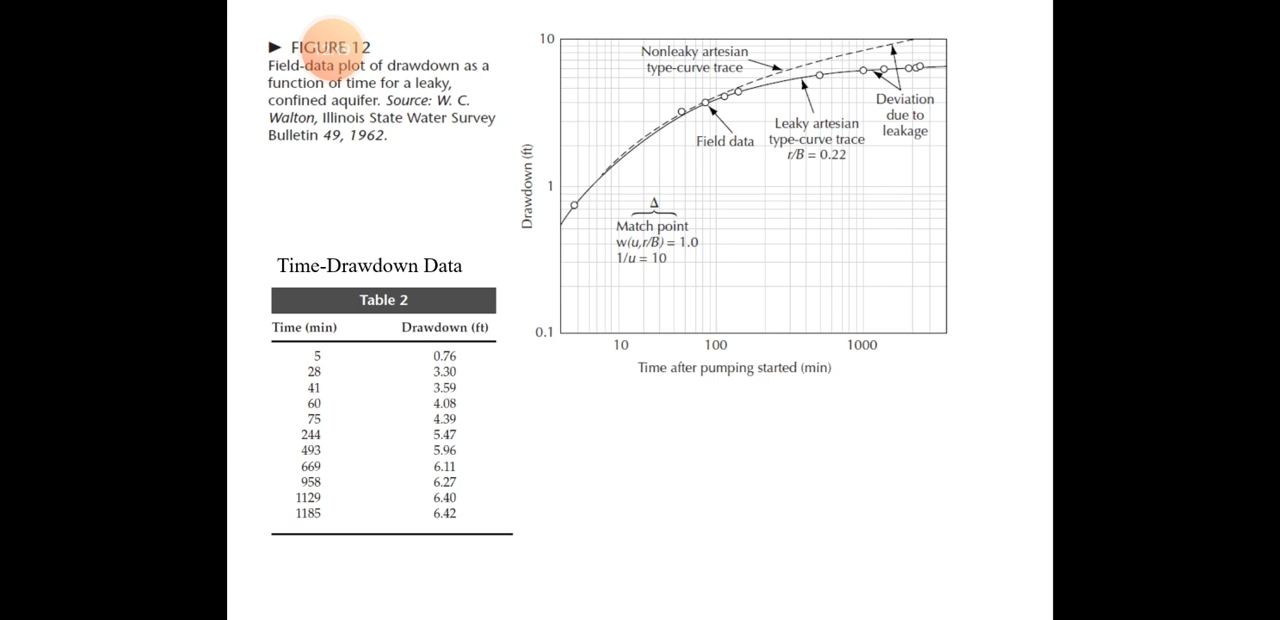 ▶ FIGURE 12
Field-data plot of drawdown as a
function of time for a leaky,
confined aquifer. Source: W. C.
Walton, Illinois State Water Survey
Bulletin 49, 1962.
Time-Drawdown Data
Table 2
Time (min) Drawdown (ft)
5 0.76
28 3.30
41 3.59
60 4.08
75 4.39
244 5.47
493 5.96
669 6.11
958 6.27
1129 6.40
1185 6.42
10
1
0.1
Drawdown (ft)
Nonleaky artesian
type-curve trace
Field data
Leaky artesian
type-curve trace
r/B = 0.22
Deviation
due to
leakage
Δ
Match point
w(u,r/B) = 1.0
1/u = 10
10 100 1000
Time after pumping started (min)